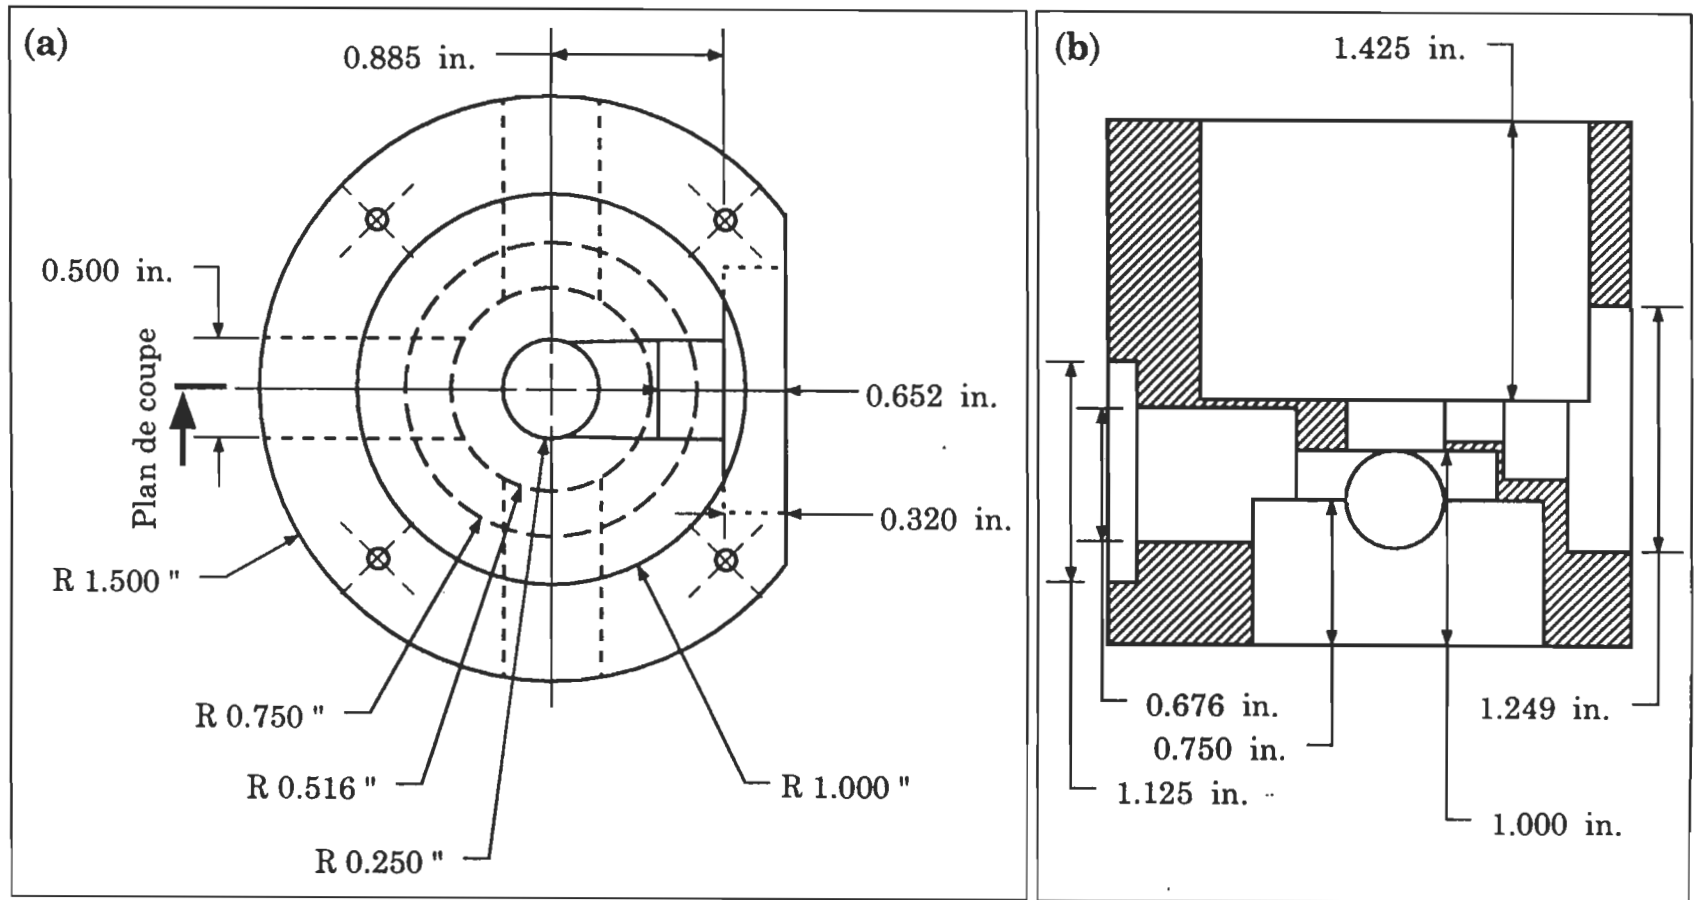 (a)
0.885 in.
0.500 in.
Plan de coupe
0.652 in.
0.320 in.
R 1.500 "
R 0.750 "
R 0.516 "
R 1.000 "
R 0.250 "
(b)
1.425 in.
0.676 in.
1.249 in.
0.750 in.
1.125 in.
1.000 in.